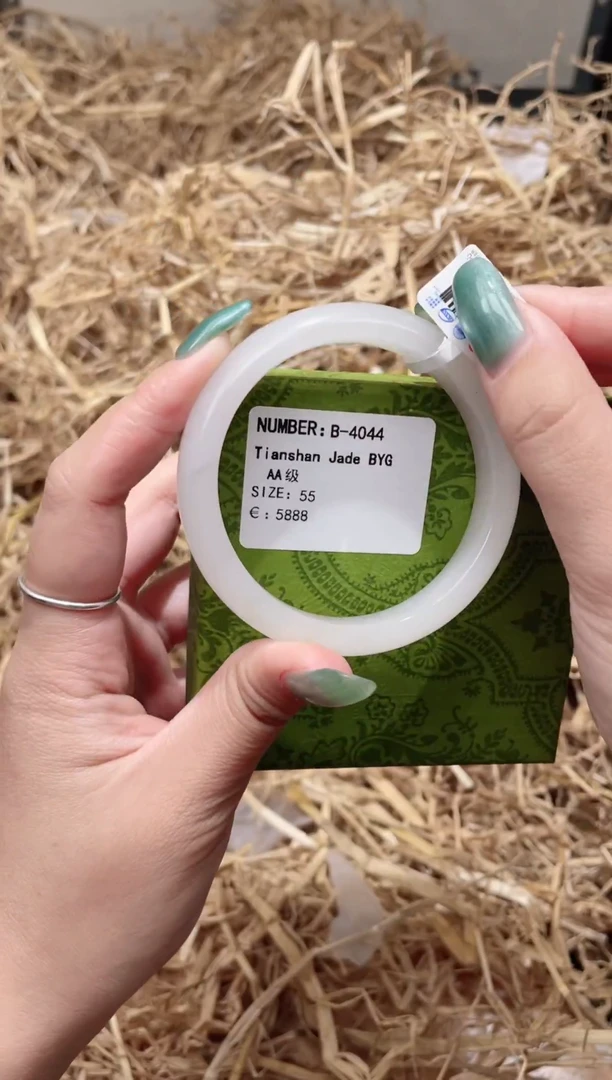 NUMBER: B-4044
Tianshan Jade BYG
AA级
SIZE: 55
€: 5888